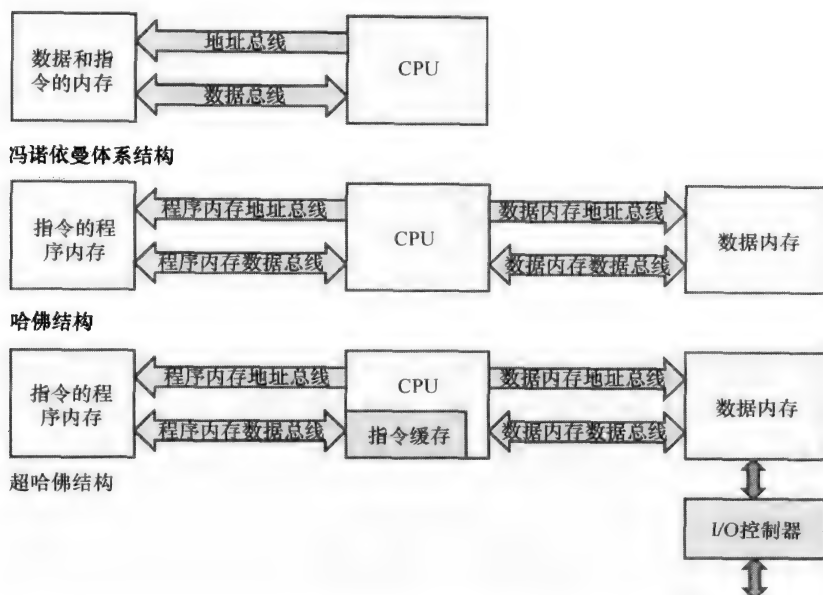 数据和指
令的内存
地址总线
数据总线
CPU
冯诺依曼体系结构
指令的程
序内存
程序内存地址总线
程序内存数据总线
CPU
数据内存地址总线
数据内存数据总线
数据内存
哈佛结构
指令的程
序内存
程序内存地址总线
程序内存数据总线
CPU
指令缓存
数据内存地址总线
数据内存数据总线
数据内存
超哈佛结构
I/O控制器